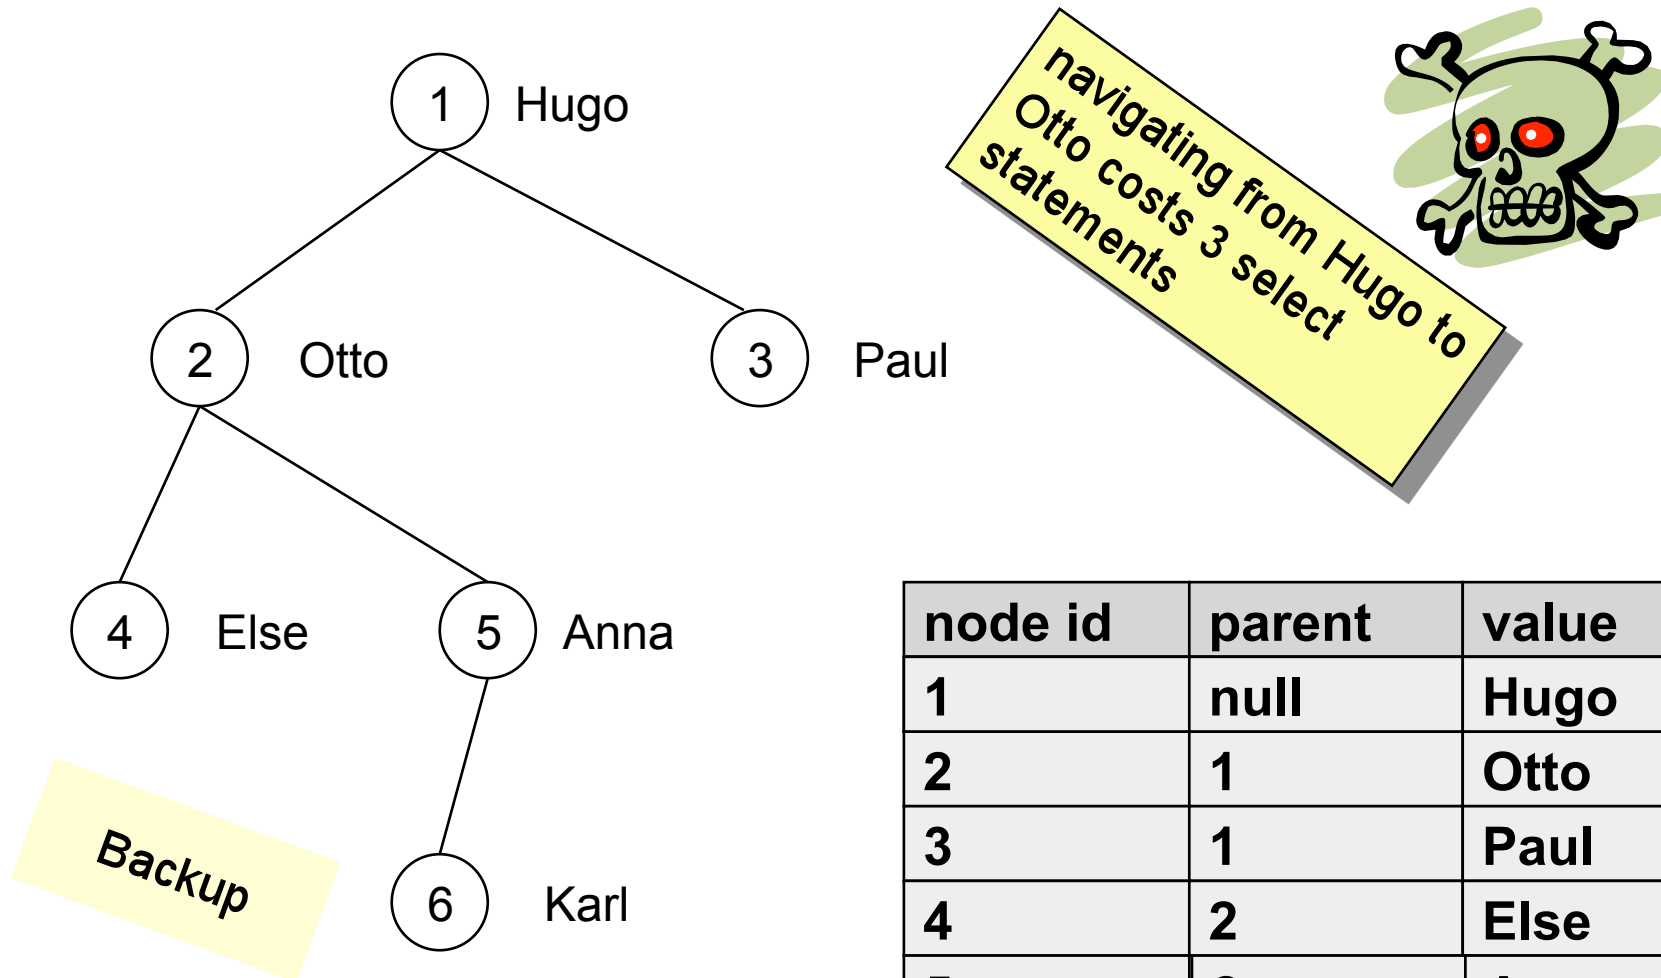 1 Hugo
navigating from Hugo to
Otto costs 3 select
statements
2 Otto
3 Paul
4 Else
5 Anna
6 Karl
Backup
node id parent value
1 null Hugo
2 1 Otto
3 1 Paul
4 2 Else